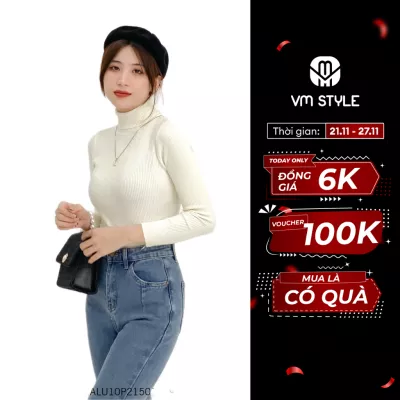 VM STYLE
Thời gian: 21.11 - 27.11
TODAY ONLY
ĐỒNG GIÁ 6K
VOUCHER 100K
MUA LÀ
CÓ QUÀ